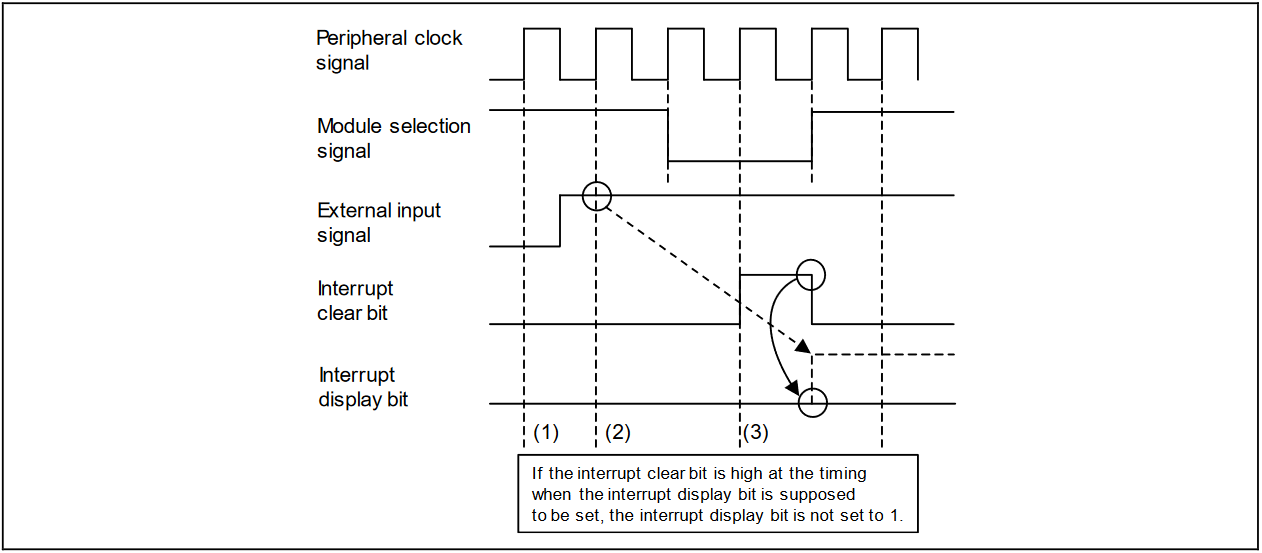 Peripheral clock
signal
Module selection
signal
External input
signal
Interrupt
clear bit
Interrupt
display bit
(1) (2) (3)
If the interrupt clear bit is high at the timing
when the interrupt display bit is supposed
to be set, the interrupt display bit is not set to 1.